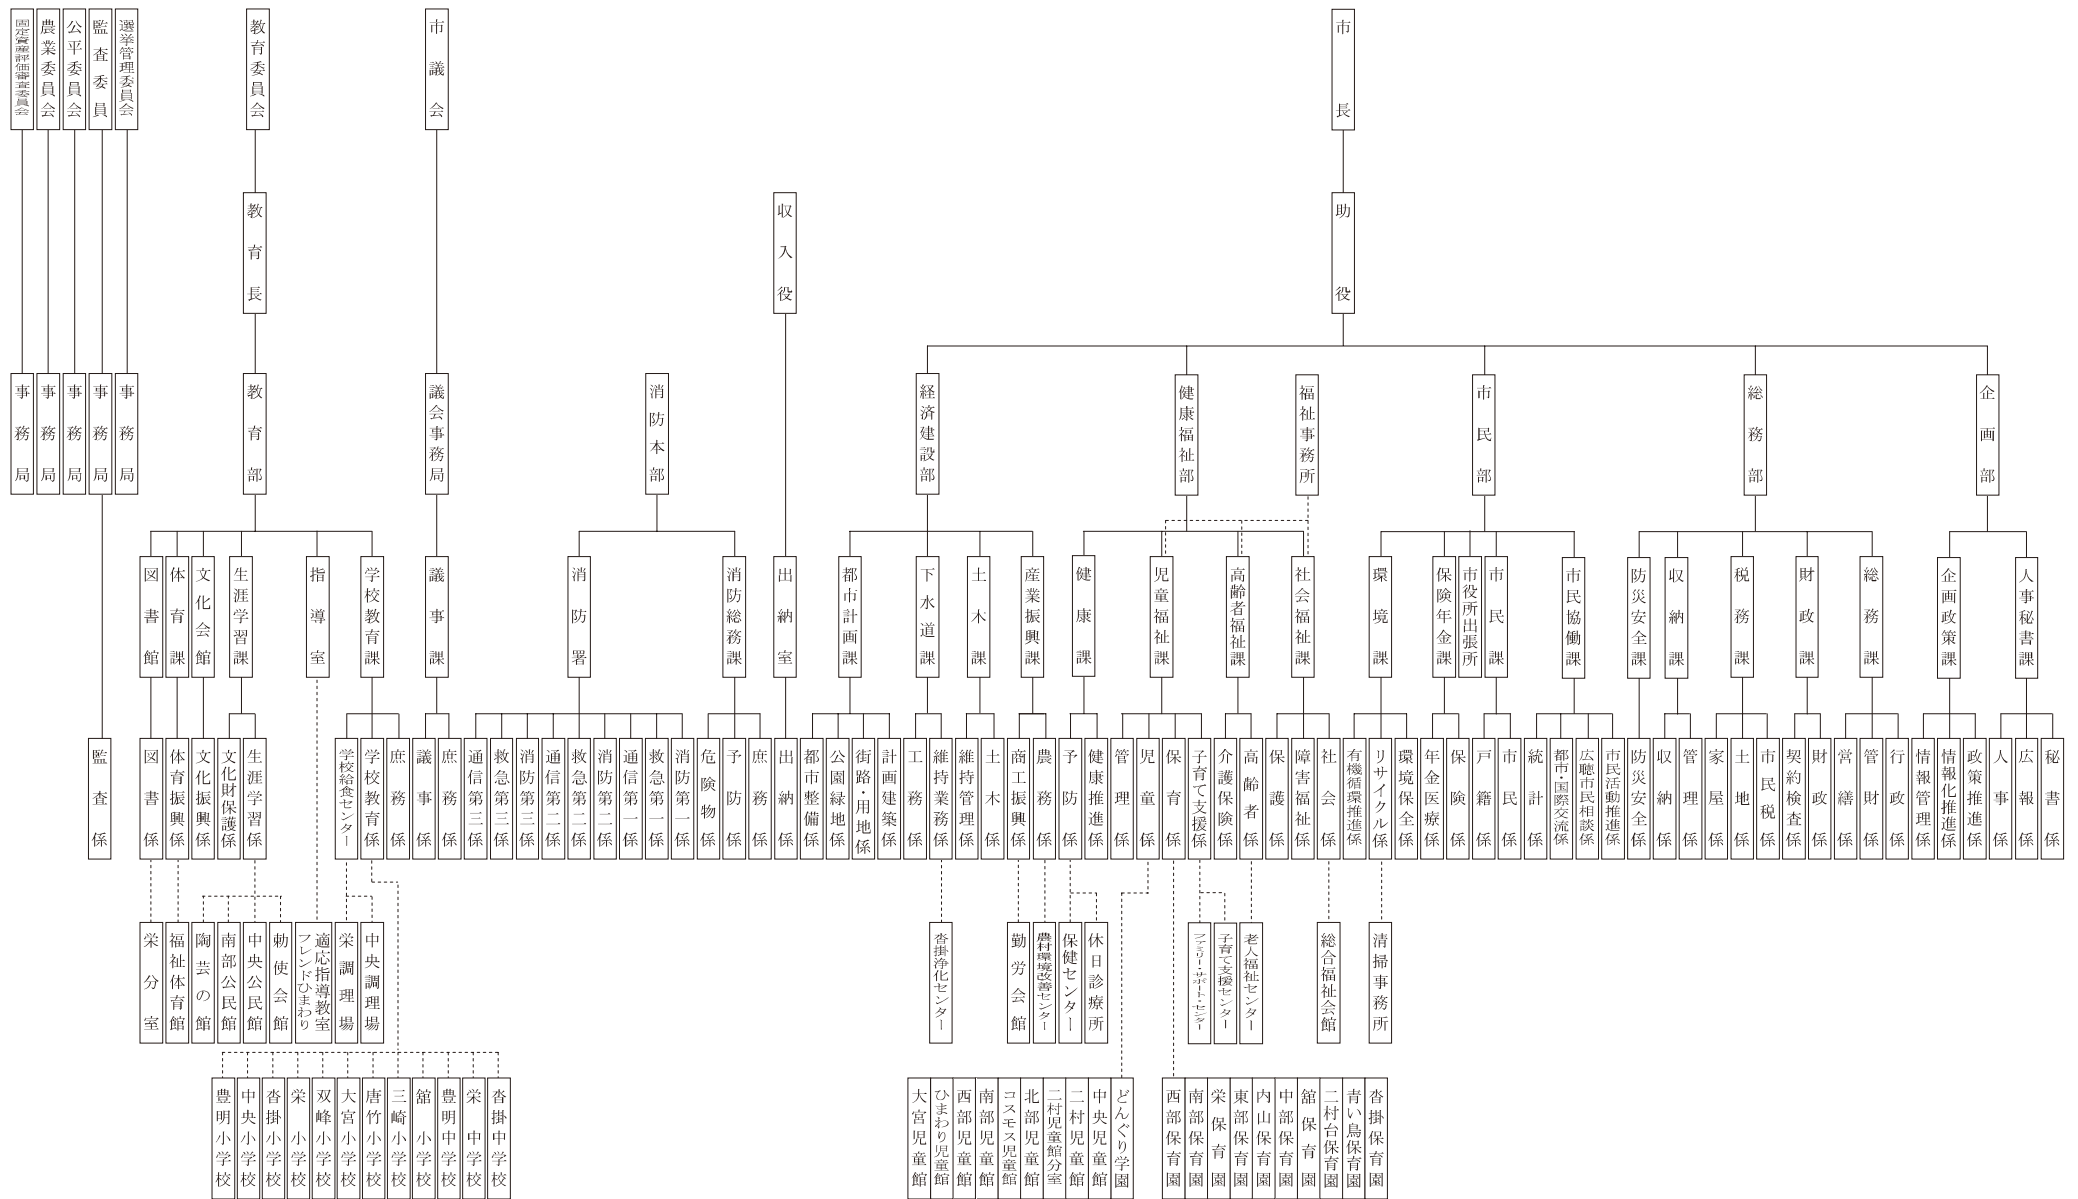 市長
市議会
教育委員会
選挙管理委員会
監査委員
公平委員会
農業委員会
固定資産評価審査委員会
助役
収入役
教育長
企画部
総務部
市民部
福祉事務所
健康福祉部
経済建設部
消防本部
議会事務局
教育部
事務局
事務局
事務局
事務局
事務局
人事秘書課
企画政策課
総務課
財政課
税務課
収納課
防災安全課
市民協働課
市民課
市役所出張所
保険年金課
環境課
社会福祉課
高齢者福祉課
児童福祉課
健康課
産業振興課
土木課
下水道課
都市計画課
出納室
消防総務課
消防署
議事課
学校教育課
指導室
生涯学習課
文化会館
体育課
図書館
秘書係
広報係
人事係
政策推進係
情報化推進係
情報管理係
行政係
管財係
営繕係
財政係
契約検査係
市民税係
土地係
家屋係
管理係
収納係
防災安全係
市民活動推進係
広聴市民相談係
都市・国際交流係
統計係
市民係
戸籍係
保険係
年金医療係
環境保全係
リサイクル係
有機循環推進係
社会係
障害福祉係
保護係
高齢者係
介護保険係
子育て支援係
保育係
児童係
管理係
健康推進係
予防係
農務係
商工振興係
土木係
維持管理係
維持業務係
工務係
計画建築係
街路・用地係
公園緑地係
都市整備係
出納係
庶務係
予防係
危険物係
消防第一係
救急第一係
通信第一係
消防第二係
救急第二係
通信第二係
消防第三係
救急第三係
通信第三係
庶務係
議事係
庶務係
学校教育係
学校給食センター
生涯学習係
文化財保護係
文化振興係
体育振興係
図書係
監査係
清掃事務所
総合福祉会館
老人福祉センター
子育て支援センター
ファミリー・サポート・センター
休日診療所
保健センター
農村環境改善センター
勤労会館
沓掛浄化センター
中央調理場
栄調理場
適応指導教室
フレンドひまわり
勅使会館
中央公民館
南部公民館
陶芸の館
福祉体育館
栄分室
沓掛保育園
青い鳥保育園
二村台保育園
舘保育園
中部保育園
内山保育園
東部保育園
栄保育園
南部保育園
西部保育園
どんぐり学園
中央児童館
二村児童館
二村児童館分室
北部児童館
コスモス児童館
南部児童館
西部児童館
ひまわり児童館
大宮児童館
沓掛中学校
栄中学校
豊明中学校
舘小学校
三崎小学校
唐竹小学校
大宮小学校
双峰小学校
栄小学校
沓掛小学校
中央小学校
豊明小学校